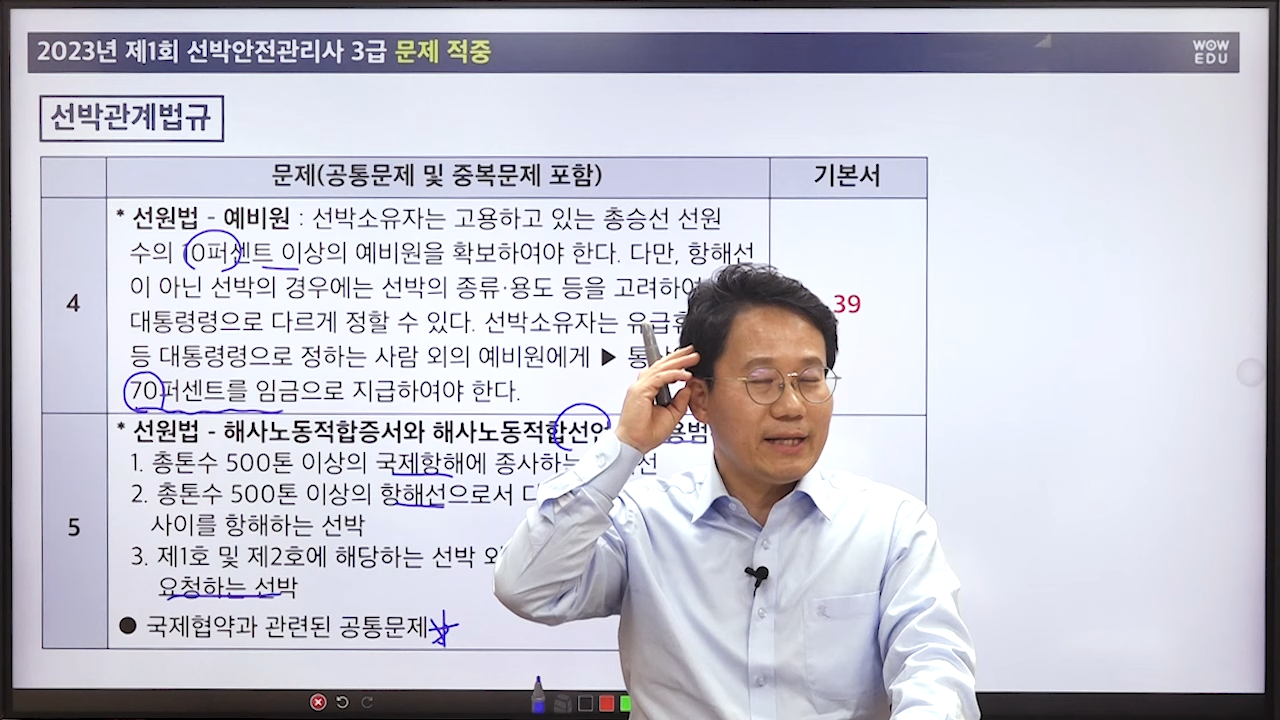 2023년 제1회 선박안전관리사 3급 문제 적중
WOW
EDU
선박관계법규
문제(공통문제 및 중복문제 포함)
기본서
4
* 선원법 - 예비원 : 선박소유자는 고용하고 있는 총승선 선원
수의 10퍼센트 이상의 예비원을 확보하여야 한다. 다만, 항해선
이 아닌 선박의 경우에는 선박의 종류·용도 등을 고려하여
대통령령으로 다르게 정할 수 있다. 선박소유자는 유급
등 대통령령으로 정하는 사람 외의 예비원에게 ▶
70퍼센트를 임금으로 지급하여야 한다.
39
5
* 선원법 - 해사노동적합증서와 해사노동적합선언
1. 총톤수 500톤 이상의 국제항해에 종사하는
2. 총톤수 500톤 이상의 항해선으로서
사이를 항해하는 선박
3. 제1호 및 제2호에 해당하는 선박
요청하는 선박
● 국제협약과 관련된 공통문제